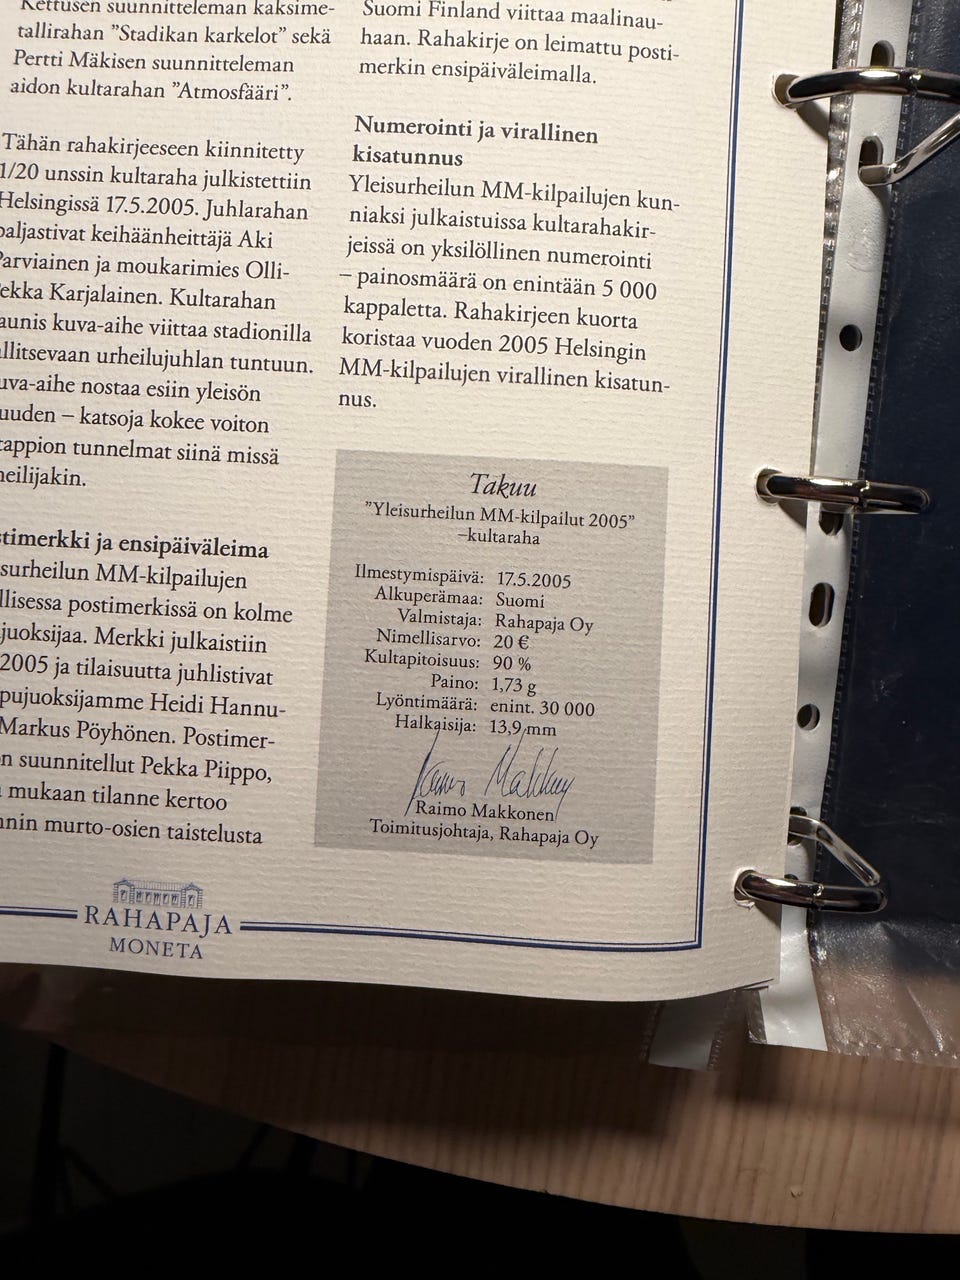 Kettusen suunnitteleman kaksime-
tallirahan ”Stadikan karkelot” sekä
Pertti Mäkisen suunnitteleman
aidon kultarahan ”Atmosfääri”.
Tähän rahakirjeeseen kiinnitetty
1/20 unssin kultaraha julkistettiin
Helsingissä 17.5.2005. Juhlarahan
paljastivat keihäänheittäjä Aki
Parviainen ja moukarimies Olli-
Pekka Karjalainen. Kultarahan
kaunis kuva-aihe viittaa stadionilla
vallitsevaan urheilujuhlan tuntuun.
Kuva-aihe nostaa esiin yleisön
– katsoja kokee voiton
tappion tunnelmat siinä missä
urheilijakin.
Postimerkki ja ensipäiväleima
Yleisurheilun MM-kilpailujen
virallisessa postimerkissä on kolme
juoksijaa. Merkki julkaistiin
2005 ja tilaisuutta juhlistivat
Heidi Hannu-
Markus Pöyhönen. Postimer-
on suunnitellut Pekka Piippo,
mukaan tilanne kertoo
murto-osien taistelusta
Suomi Finland viittaa maalinau-
haan. Rahakirje on leimattu posti-
merkin ensipäiväleimalla.
Numerointi ja virallinen
kisatunnus
Yleisurheilun MM-kilpailujen kun-
niaksi julkaistuissa kultarahakir-
jeissä on yksilöllinen numerointi
– painosmäärä on enintään 5 000
kappaletta. Rahakirjeen kuorta
koristaa vuoden 2005 Helsingin
MM-kilpailujen virallinen kisatun-
nus.
Takuu
”Yleisurheilun MM-kilpailut 2005”
–kultaraha
Ilmestymispäivä: 17.5.2005
Alkuperämaa: Suomi
Valmistaja: Rahapaja Oy
Nimellisarvo: 20 €
Kultapitoisuus: 90 %
Paino: 1,73 g
Lyöntimäärä: enint. 30 000
Halkaisija: 13,9 mm
Raimo Makkonen
Raimo Makkonen
Toimitusjohtaja, Rahapaja Oy
RAHAPAJA
MONETA